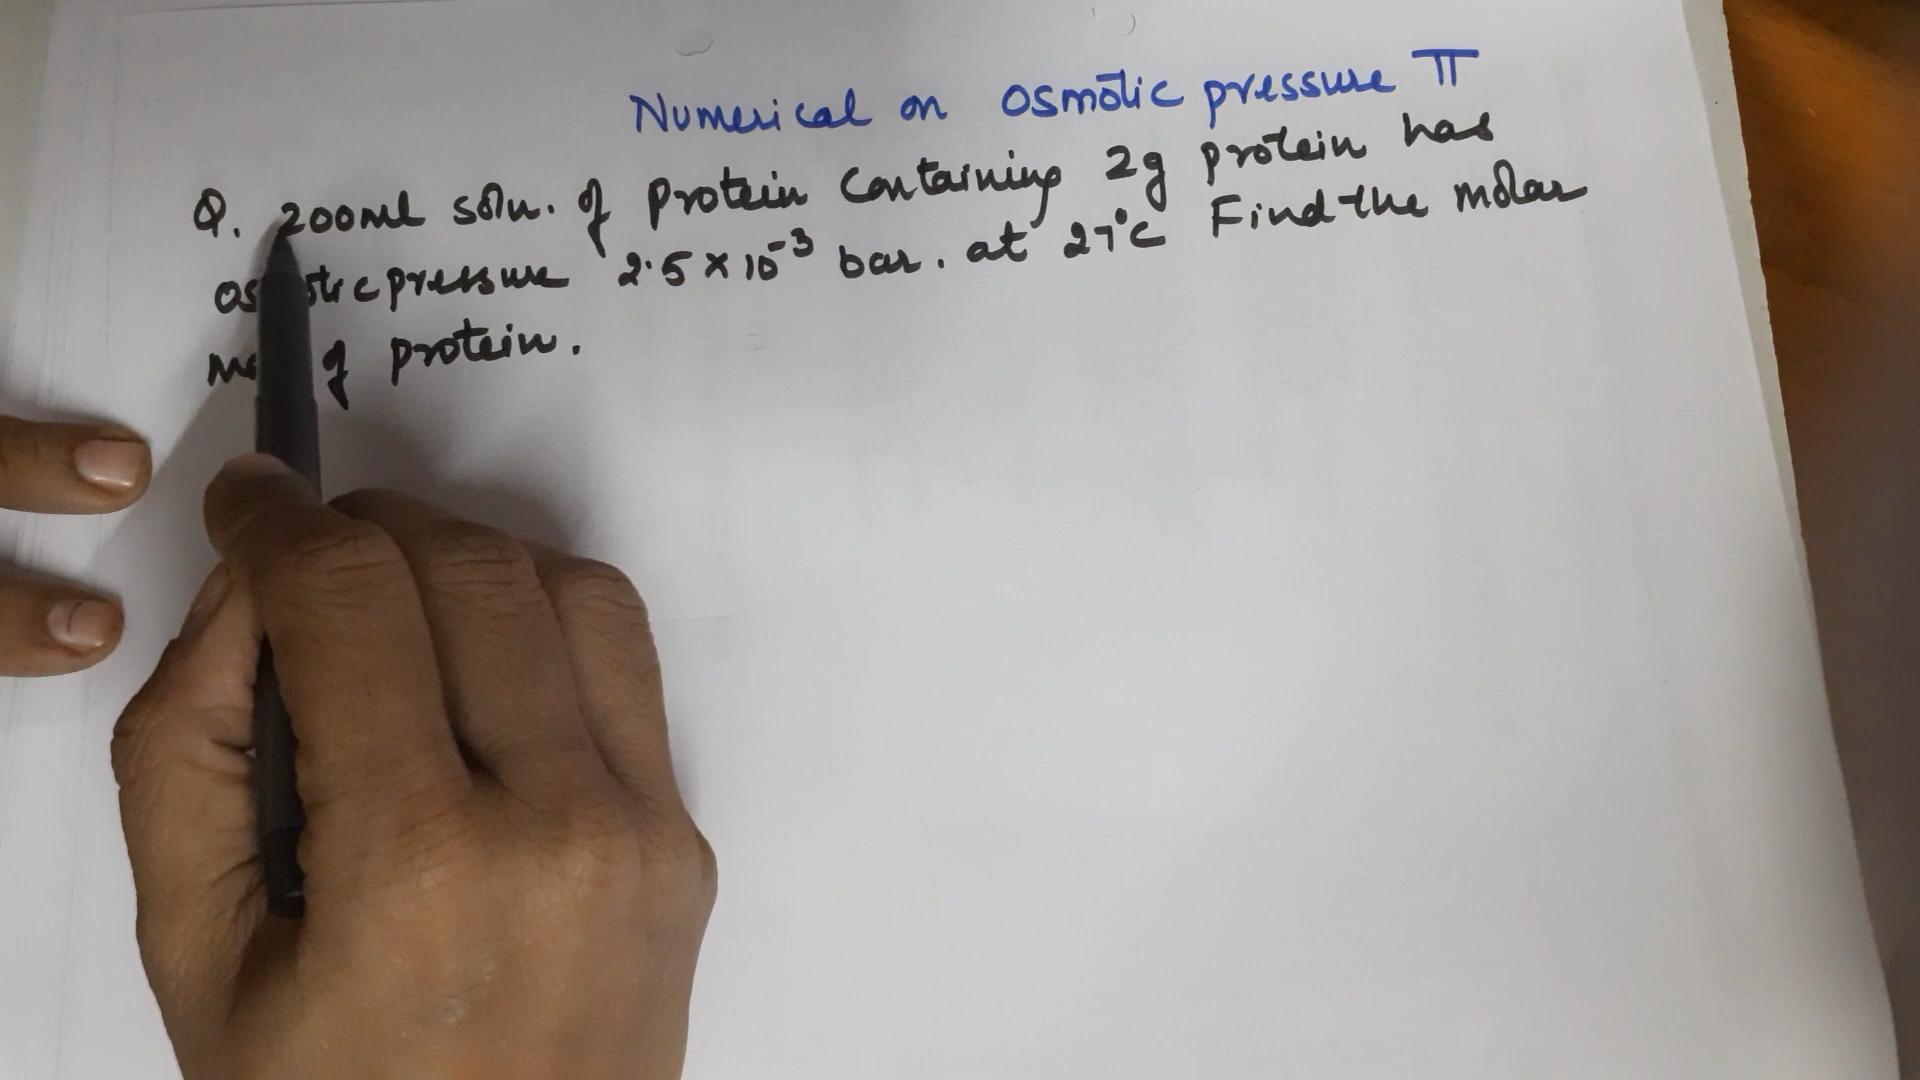 Numerical on osmotic pressure π
Q. 200ml soln. of protein containing 2g protein has
pressure 2.5 × 10⁻³ bar. at 27°C Find the molar
of protein.